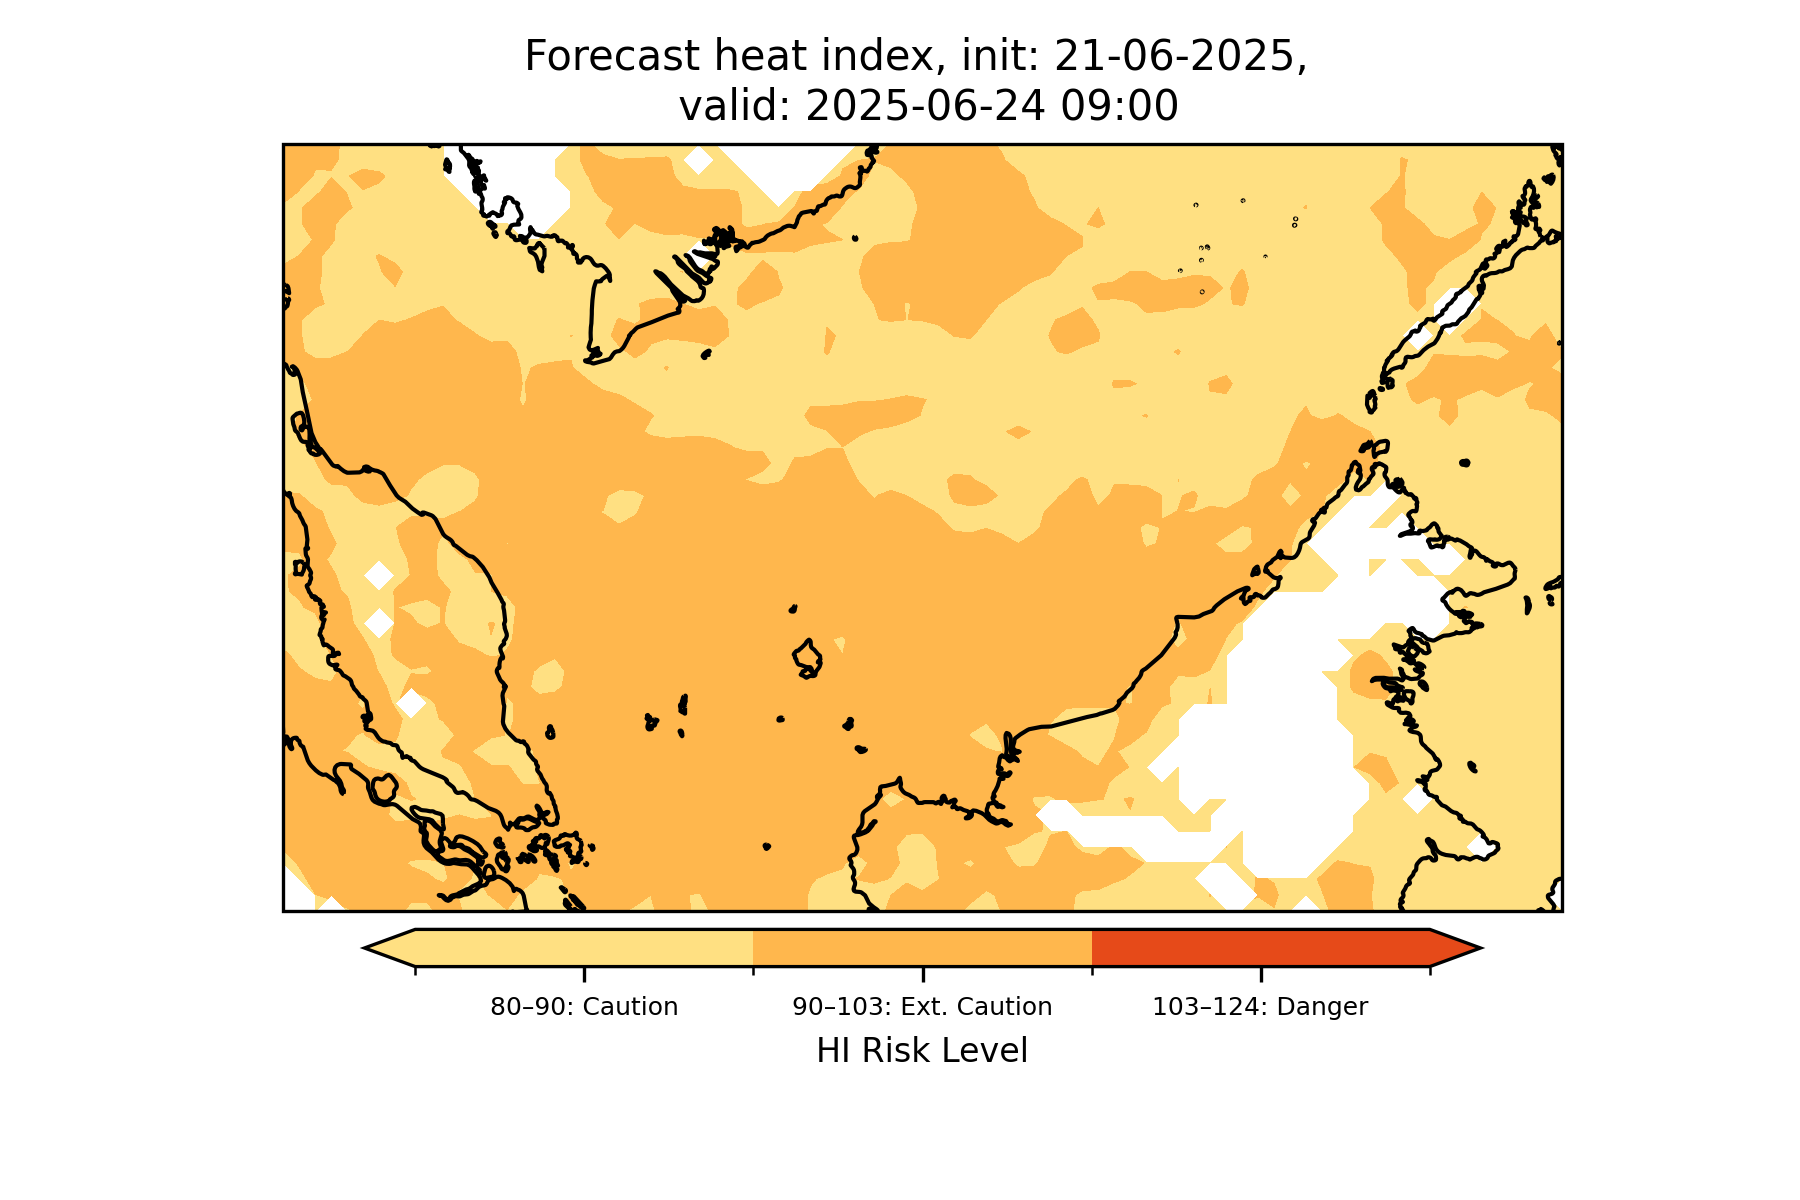 Forecast heat index, init: 21-06-2025,
valid: 2025-06-24 09:00
80–90: Caution
90–103: Ext. Caution
103–124: Danger
HI Risk Level